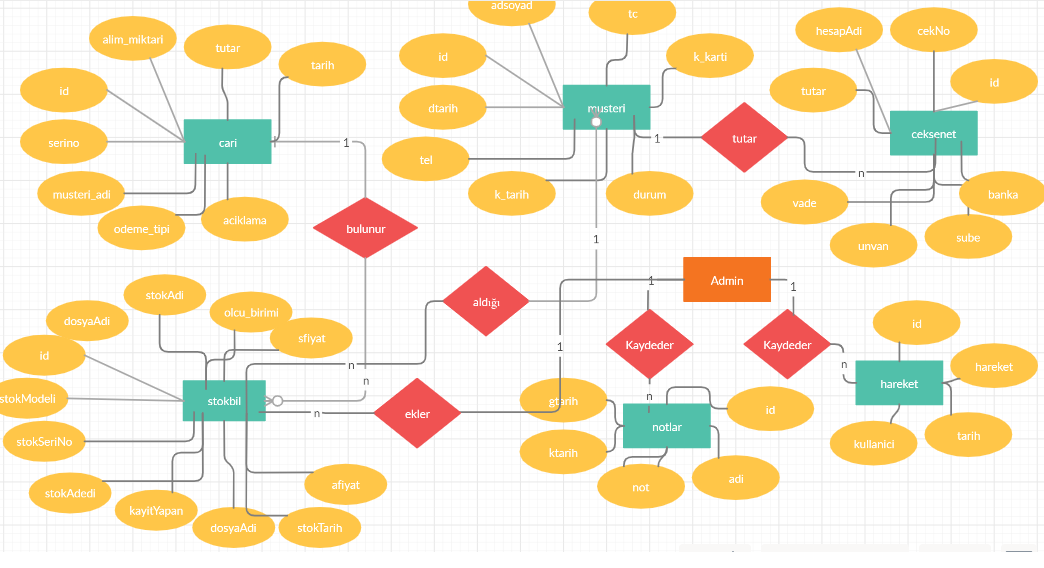 adsoyad
tc
hesapAdi
cekNo
alim_miktari
tutar
tarih
id
k_karti
id
id
dtarih
musteri
tutar
serino
cari
1
1
tutar
ceksenet
tel
n
musteri_adi
k_tarih
durum
vade
banka
odeme_tipi
aciklama
bulunur
1
unvan
sube
stokAdi
aldığı
1
Admin
1
dosyaAdi
olcu_birimi
sfiyat
id
1
Kaydeder
Kaydeder
id
n
n
n
hareket
hareket
stokModeli
stokbil
gtarih
n
id
n
ekler
notlar
stokSeriNo
ktarih
kullanici
tarih
stokAdedi
afiyat
not
adi
kayitYapan
dosyaAdi
stokTarih